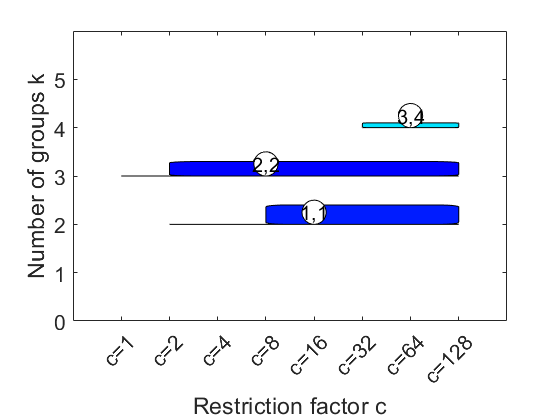 5
4
3
2
1
0
Number of groups k
3,4
2,2
1,1
c=1
c=2
c=4
c=8
c=16
c=32
c=64
c=128
Restriction factor c